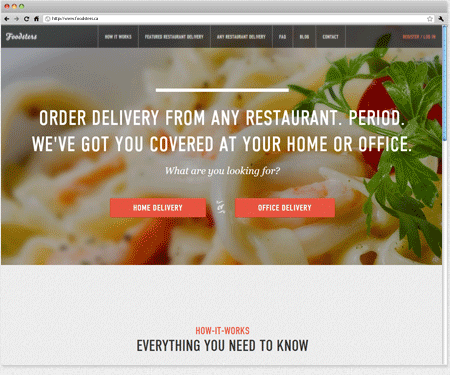 http://www.foodsters.ca
Foodsters
HOW IT WORKS
FEATURED RESTAURANT DELIVERY
ANY RESTAURANT DELIVERY
FAQ
BLOG
CONTACT
REGISTER / LOG IN
ORDER DELIVERY FROM ANY RESTAURANT. PERIOD.
WE'VE GOT YOU COVERED AT YOUR HOME OR OFFICE.
What are you looking for?
HOME DELIVERY
or
OFFICE DELIVERY
HOW-IT-WORKS
EVERYTHING YOU NEED TO KNOW